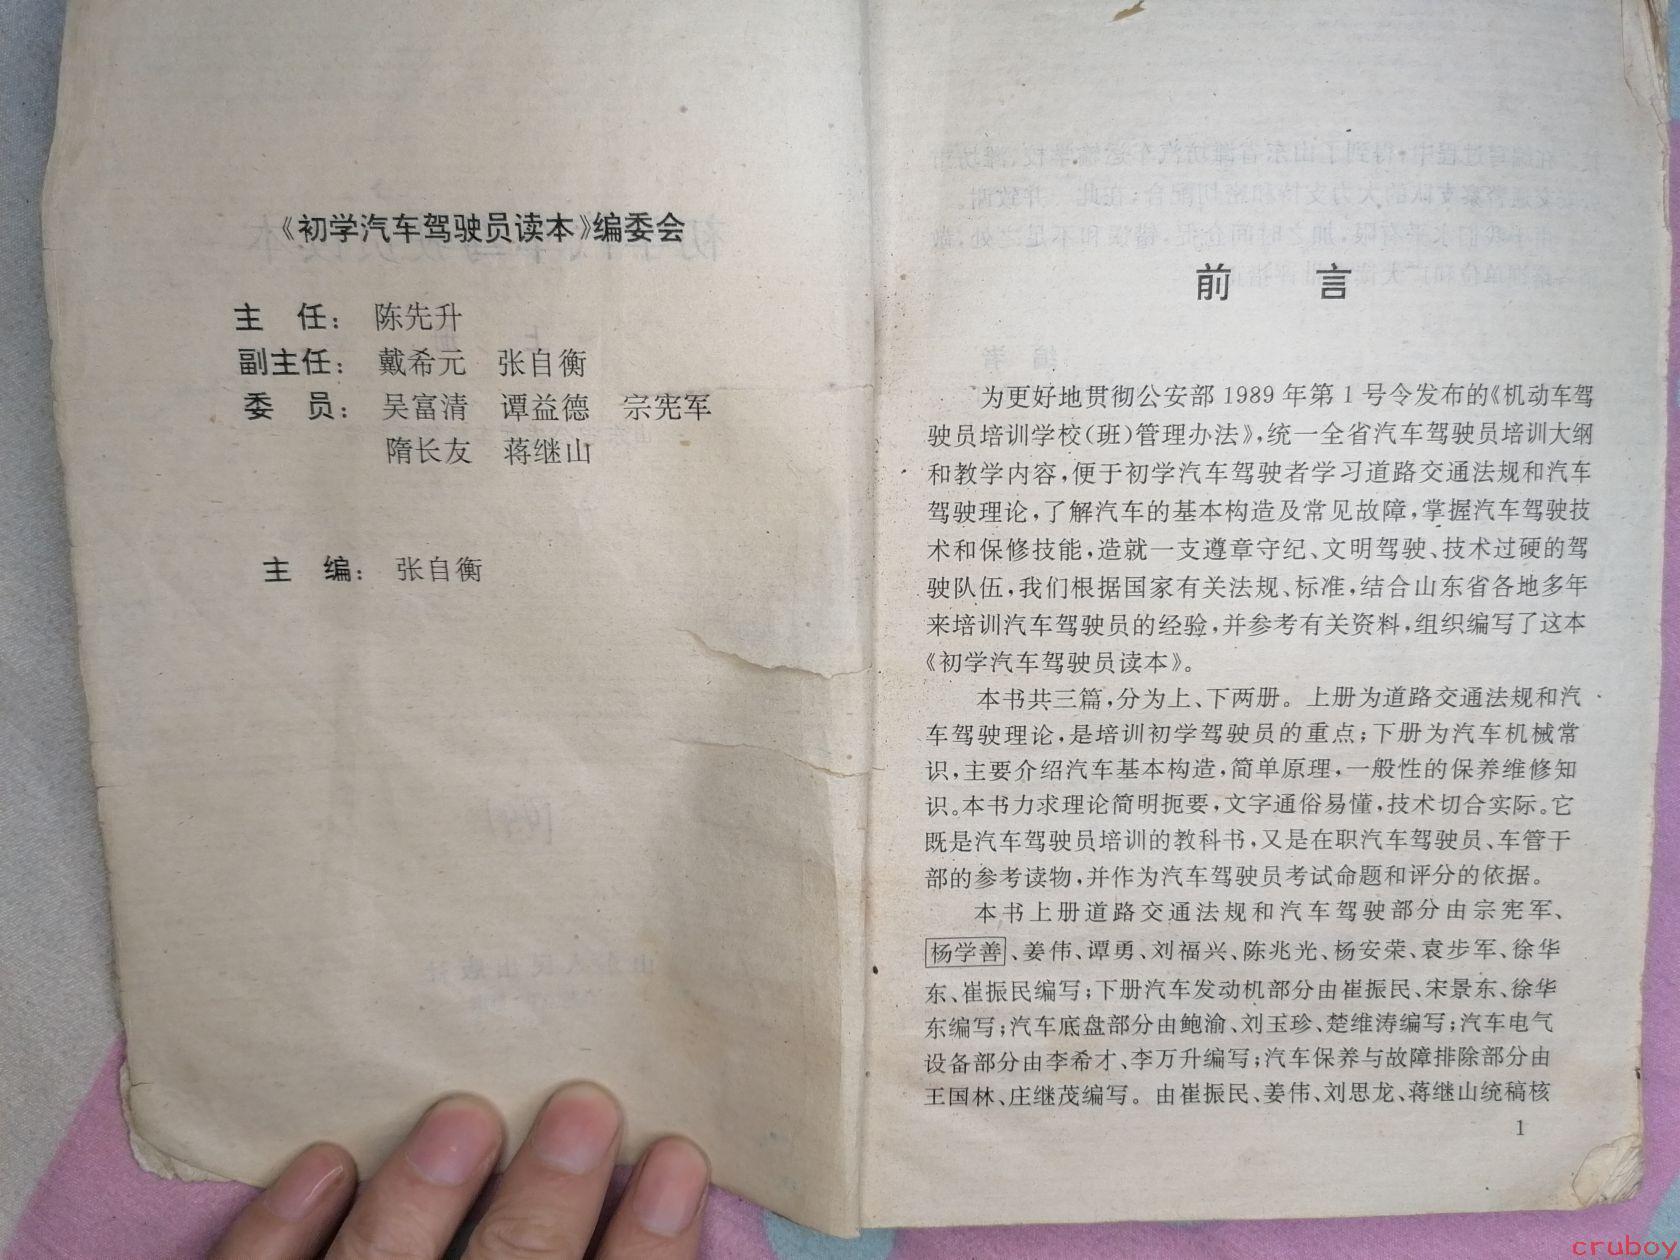 《初学汽车驾驶员读本》编委会
主　任：　陈先升
副主任：　戴希元　张自衡
委　员：　吴富清　谭益德　宗宪军
隋长友　蒋继山
主　编：　张自衡
前　言
为更好地贯彻公安部1989年第1号令发布的《机动车驾
驶员培训学校(班)管理办法》,统一全省汽车驾驶员培训大纲
和教学内容,便于初学汽车驾驶者学习道路交通法规和汽车
驾驶理论,了解汽车的基本构造及常见故障,掌握汽车驾驶技
术和保修技能,造就一支遵章守纪、文明驾驶、技术过硬的驾
驶队伍,我们根据国家有关法规、标准,结合山东省各地多年
来培训汽车驾驶员的经验,并参考有关资料,组织编写了这本
《初学汽车驾驶员读本》。
本书共三篇,分为上、下两册。上册为道路交通法规和汽
车驾驶理论,是培训初学驾驶员的重点;下册为汽车机械常
识,主要介绍汽车基本构造,简单原理,一般性的保养维修知
识。本书力求理论简明扼要,文字通俗易懂,技术切合实际。它
既是汽车驾驶员培训的教科书,又是在职汽车驾驶员、车管干
部的参考读物,并作为汽车驾驶员考试命题和评分的依据。
本书上册道路交通法规和汽车驾驶部分由宗宪军、
杨学善、姜伟、谭勇、刘福兴、陈兆光、杨安荣、袁步军、徐华
东、崔振民编写;下册汽车发动机部分由崔振民、宋景东、徐华
东编写;汽车底盘部分由鲍渝、刘玉珍、楚维涛编写;汽车电气
设备部分由李希才、李万升编写;汽车保养与故障排除部分由
王国林、庄继茂编写。由崔振民、姜伟、刘思龙、蒋继山统稿核
1
cruboy